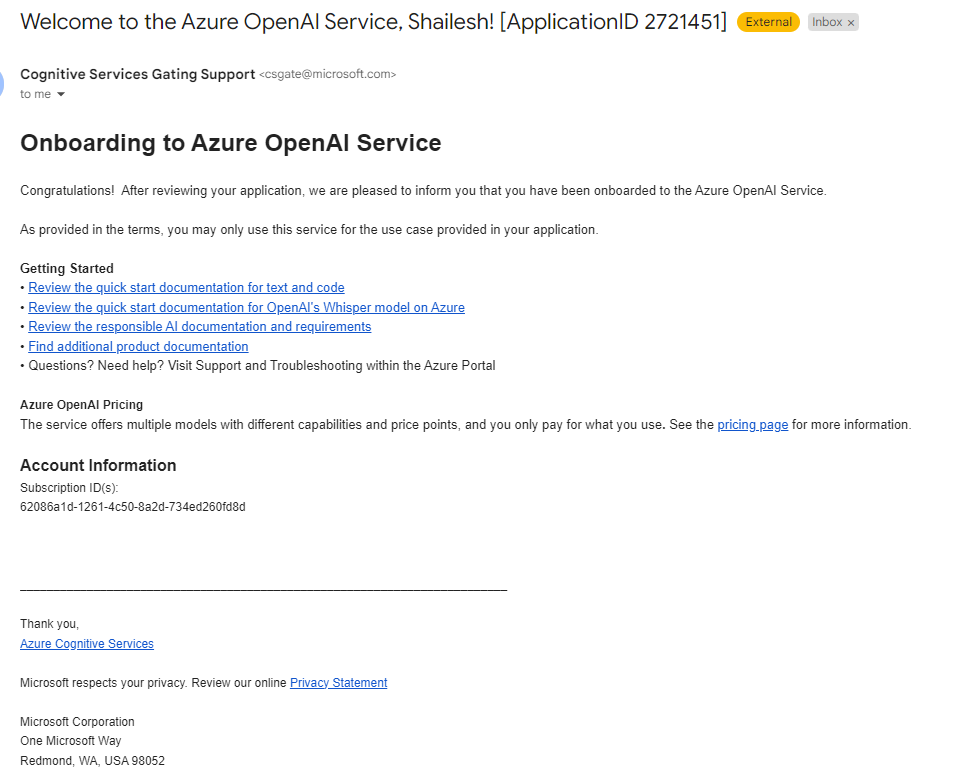 Welcome to the Azure OpenAI Service, Shailesh! [ApplicationID 2721451] External Inbox ×
Cognitive Services Gating Support <csgate@microsoft.com>
to me
Onboarding to Azure OpenAI Service
Congratulations!  After reviewing your application, we are pleased to inform you that you have been onboarded to the Azure OpenAI Service.
As provided in the terms, you may only use this service for the use case provided in your application.
Getting Started
• Review the quick start documentation for text and code
• Review the quick start documentation for OpenAI's Whisper model on Azure
• Review the responsible AI documentation and requirements
• Find additional product documentation
• Questions? Need help? Visit Support and Troubleshooting within the Azure Portal
Azure OpenAI Pricing
The service offers multiple models with different capabilities and price points, and you only pay for what you use. See the pricing page for more information.
Account Information
Subscription ID(s):
62086a1d-1261-4c50-8a2d-734ed260fd8d
Thank you,
Azure Cognitive Services
Microsoft respects your privacy. Review our online Privacy Statement
Microsoft Corporation
One Microsoft Way
Redmond, WA, USA 98052